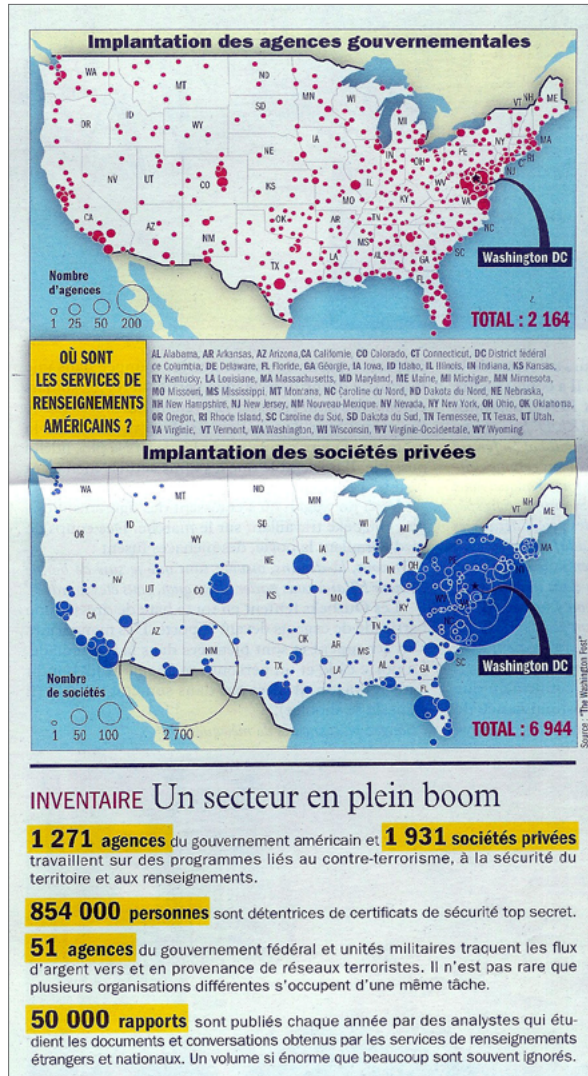 Implantation des agences gouvernementales
WA
MT
ND
MN
WI
MI
VT
NH
ME
OR
ID
WY
SD
IA
NE
NV
UT
CO
KS
MO
IL
IN
OH
PE
NY
MA
CT
RI
NJ
WV
VA
KY
CA
AZ
NM
OK
AR
TN
NC
SC
MS
AL
GA
TX
LA
FL
Washington DC
Nombre
d'agences
1 25 50 200
TOTAL : 2 164
OÙ SONT
LES SERVICES DE
RENSEIGNEMENTS
AMÉRICAINS ?
AL Alabama, AR Arkansas, AZ Arizona,CA Californie, CO Colorado, CT Connecticut, DC District fédéral
de Columbia, DE Delaware, FL Floride, GA Géorgie, IA Iowa, ID Idaho, IL Illinois, IN Indiana, KS Kansas,
KY Kentucky, LA Louisiane, MA Massachusetts, MD Maryland, ME Maine, MI Michigan, MN Minnesota,
MO Missouri, MS Mississippi, MT Montana, NC Caroline du Nord, ND Dakota du Nord, NE Nebraska,
NH New Hampshire, NJ New Jersey, NM Nouveau-Mexique, NV Nevada, NY New York, OH Ohio, OK Oklahoma,
OR Oregon, RI Rhode Island, SC Caroline du Sud, SD Dakota du Sud, TN Tennessee, TX Texas, UT Utah,
VA Virginie, VT Vermont, WA Washington, WI Wisconsin, WV Virginie-Occidentale, WY Wyoming
Implantation des sociétés privées
WA
MT
ND
MN
WI
MI
VT
NH
ME
OR
ID
WY
SD
IA
NE
NV
UT
CO
KS
MO
IL
IN
OH
MA
KY
CA
AZ
NM
OK
AR
TN
SC
MS
AL
GA
TX
LA
FL
Washington DC
Nombre
de sociétés
1 50 100 2 700
TOTAL : 6 944
Source : "The Washington Post"
INVENTAIRE Un secteur en plein boom
1 271 agences du gouvernement américain et 1 931 sociétés privées
travaillent sur des programmes liés au contre-terrorisme, à la sécurité du
territoire et aux renseignements.
854 000 personnes sont détentrices de certificats de sécurité top secret.
51 agences du gouvernement fédéral et unités militaires traquent les flux
d'argent vers et en provenance de réseaux terroristes. Il n'est pas rare que
plusieurs organisations différentes s'occupent d'une même tâche.
50 000 rapports sont publiés chaque année par des analystes qui étu-
dient les documents et conversations obtenus par les services de renseignements
étrangers et nationaux. Un volume si énorme que beaucoup sont souvent ignorés.